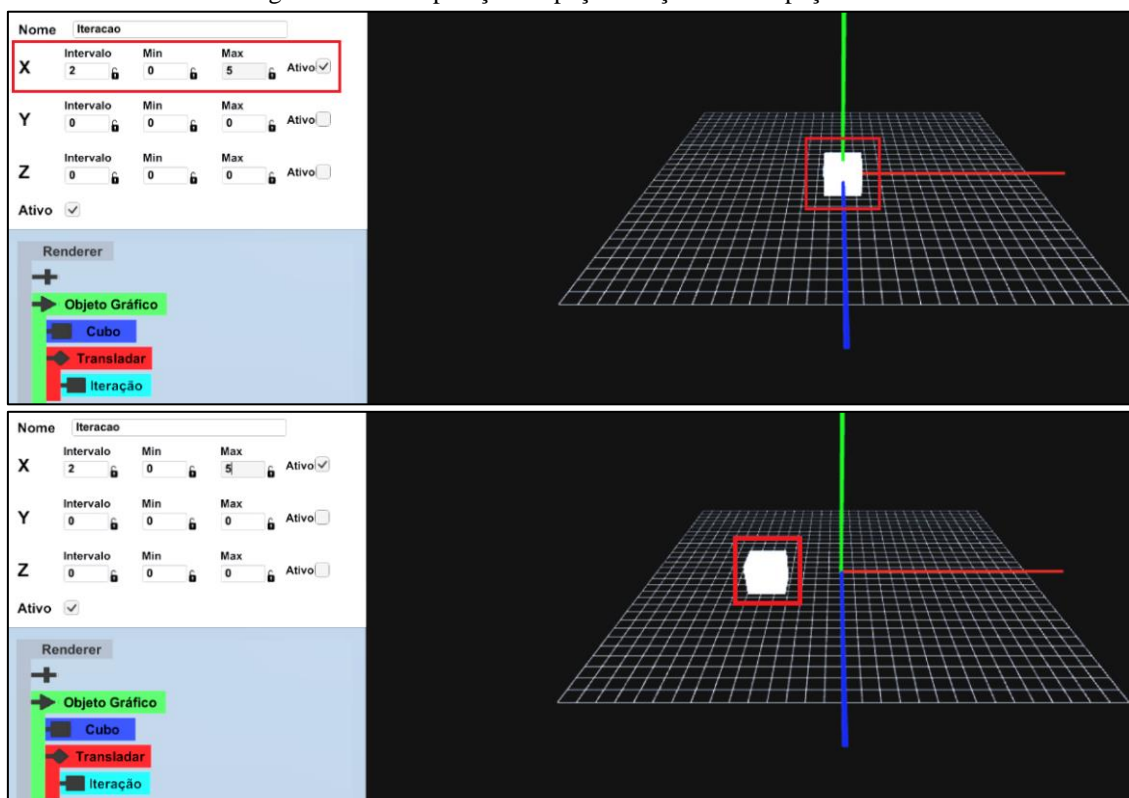 Nome Iteracao
Intervalo Min Max
X 2 0 5 Ativo
Intervalo Min Max
Y 0 0 0 Ativo
Intervalo Min Max
Z 0 0 0 Ativo
Ativo
Renderer
Objeto Gráfico
Cubo
Transladar
Iteração
Nome Iteracao
Intervalo Min Max
X 2 0 5 Ativo
Intervalo Min Max
Y 0 0 0 Ativo
Intervalo Min Max
Z 0 0 0 Ativo
Ativo
Renderer
Objeto Gráfico
Cubo
Transladar
Iteração